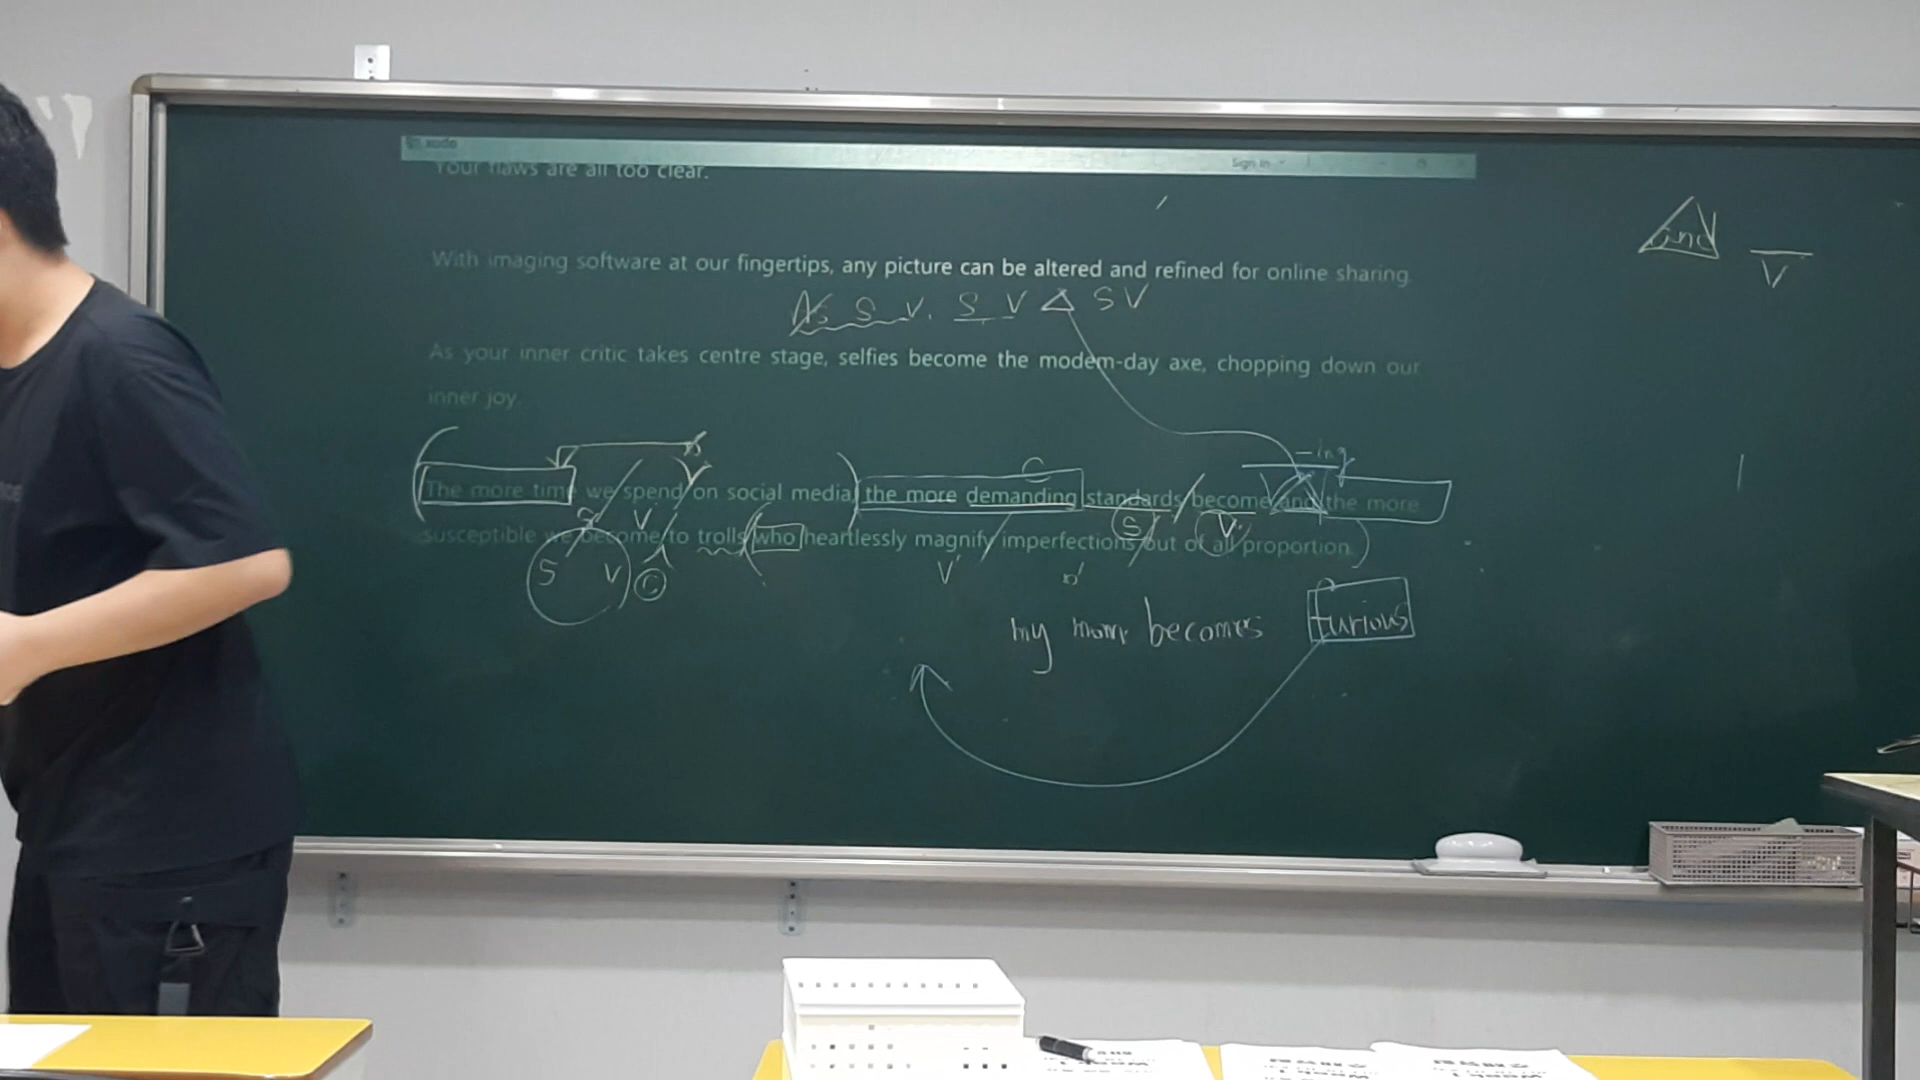 xodo
Sign In
Your flaws are all too clear.
and
V
With imaging software at our fingertips, any picture can be altered and refined for online sharing.
As S V. S V △ S V
As your inner critic takes centre stage, selfies become the modern-day axe, chopping down our
inner joy.
C -ing
The more time we spend on social media, the more demanding standards become and the more
S V S V
susceptible we become to trolls who heartlessly magnify imperfections out of all proportion.
S V C V' o'
my mom becomes furious